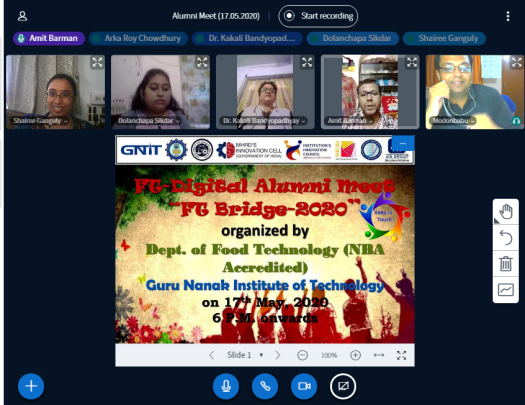 Alumni Meet (17.05.2020)
Start recording
Amit Barman
Arka Roy Chowdhury
Dr. Kakali Bandyopad...
Dolanchapa Sikdar
Shairee Ganguly
Shairee Ganguly
Dolanchapa Sikdar
Dr. Kakali Bandyopadhyay
Amit Barman
Modonbabu
GNIT
MHRD'S
INNOVATION CELL
(GOVERNMENT OF INDIA)
INSTITUTION'S
INNOVATION
COUNCIL
JIS GROUP
FT-Digital Alumni Meet
"FT Bridge-2020"
Keep in
Touch
organized by
Dept. of Food Technology (NBA
Accredited)
Guru Nanak Institute of Technology
on 17th May, 2020
6 P.M. onwards
Slide 1
100%